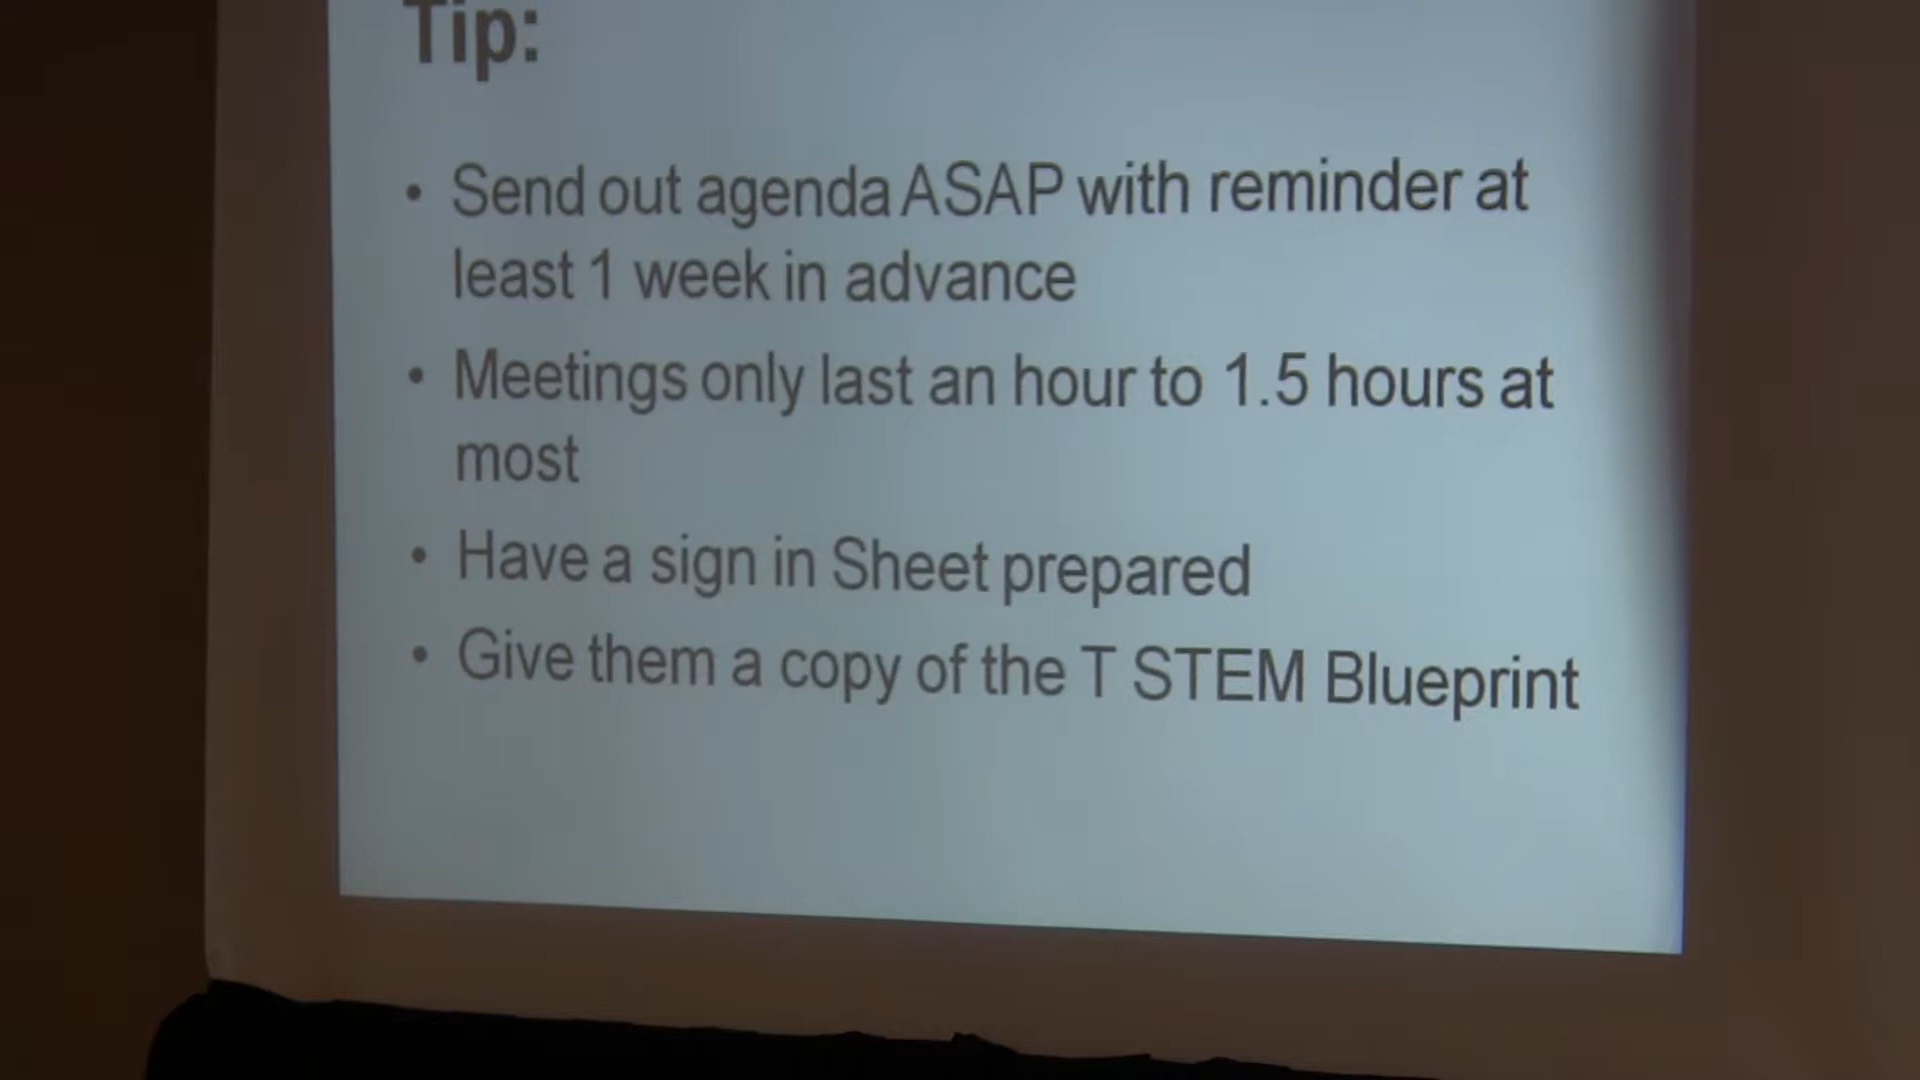 Tip:
• Send out agenda ASAP with reminder at
least 1 week in advance
• Meetings only last an hour to 1.5 hours at
most
• Have a sign in Sheet prepared
• Give them a copy of the T STEM Blueprint